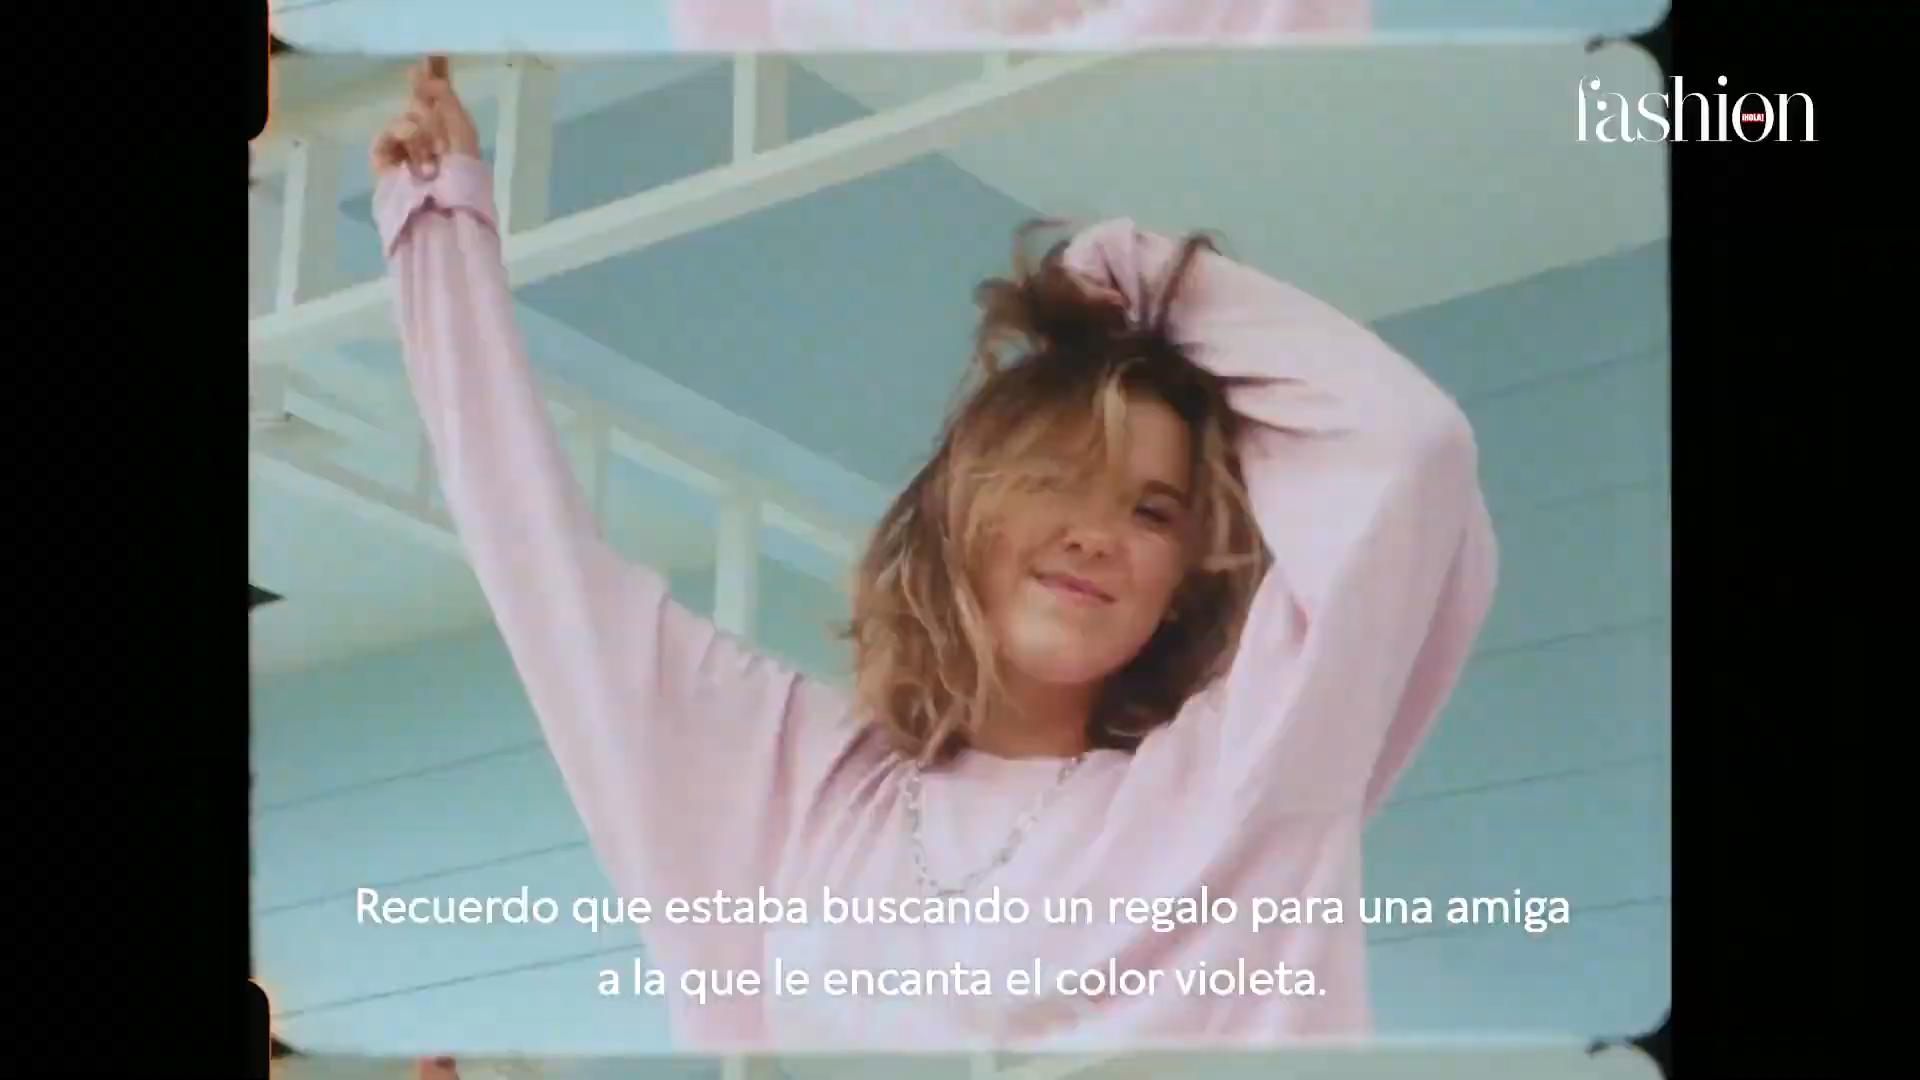 fashion
¡HOLA!
Recuerdo que estaba buscando un regalo para una amiga
a la que le encanta el color violeta.